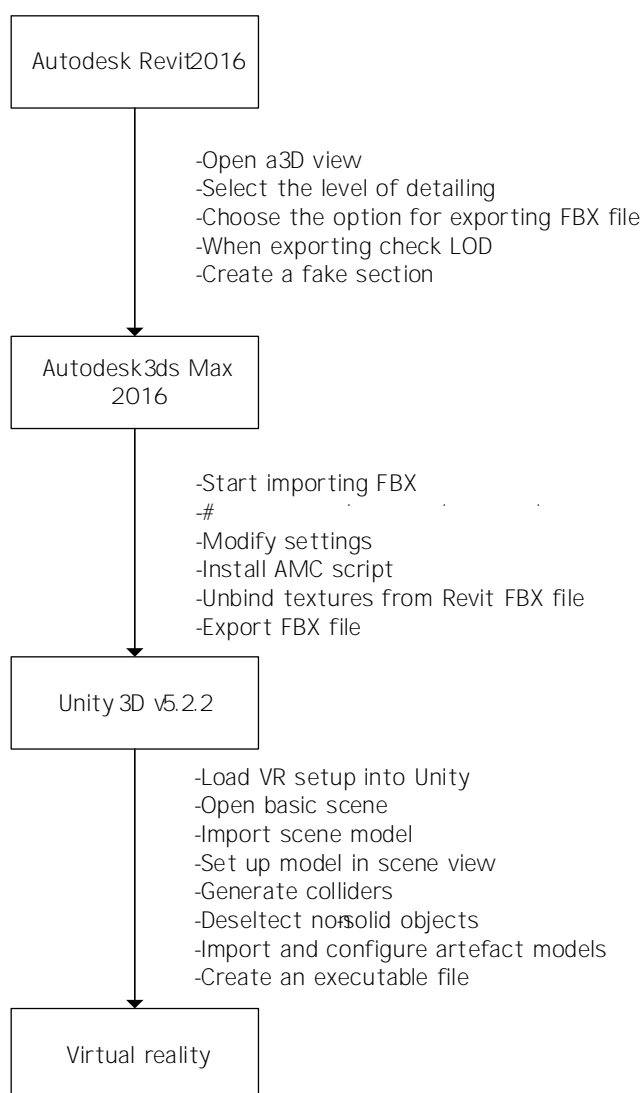 Autodesk Revit2016
-Open a3D view
-Select the level of detailing
-Choose the option for exporting FBX file
-When exporting check LOD
-Create a fake section
Autodesk3ds Max
2016
-Start importing FBX
-#
-Modify settings
-Install AMC script
-Unbind textures from Revit FBX file
-Export FBX file
Unity 3D v5.2.2
-Load VR setup into Unity
-Open basic scene
-Import scene model
-Set up model in scene view
-Generate colliders
-Deseltect non-solid objects
-Import and configure artefact models
-Create an executable file
Virtual reality